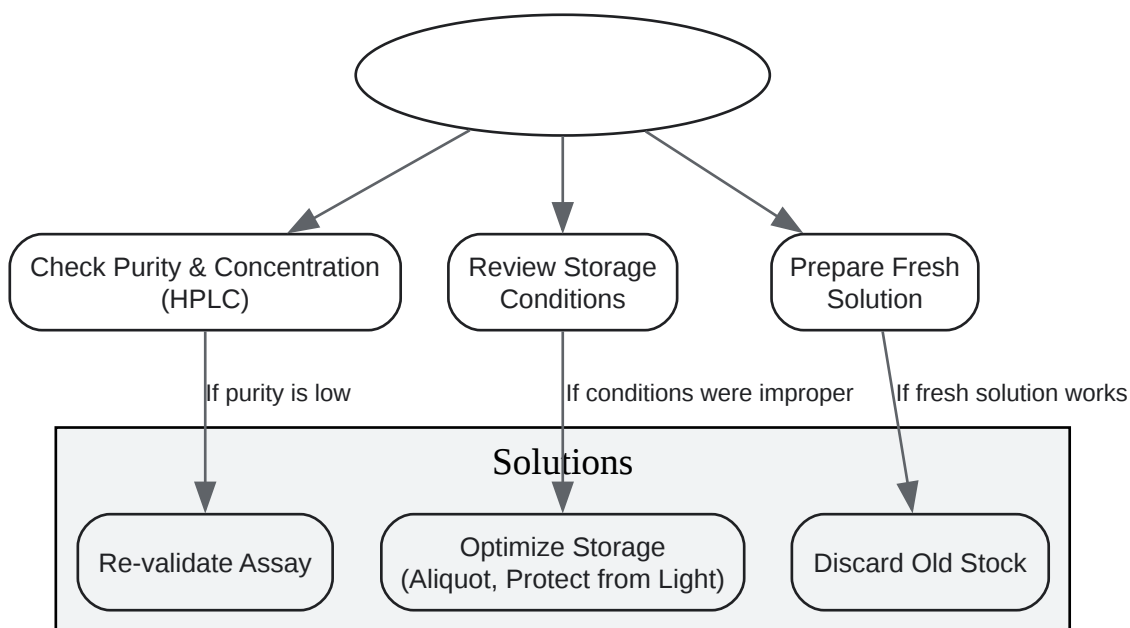 Check Purity & Concentration
(HPLC)
Review Storage
Conditions
Prepare Fresh
Solution
If purity is low
If conditions were improper
If fresh solution works
Solutions
Re-validate Assay
Optimize Storage
(Aliquot, Protect from Light)
Discard Old Stock